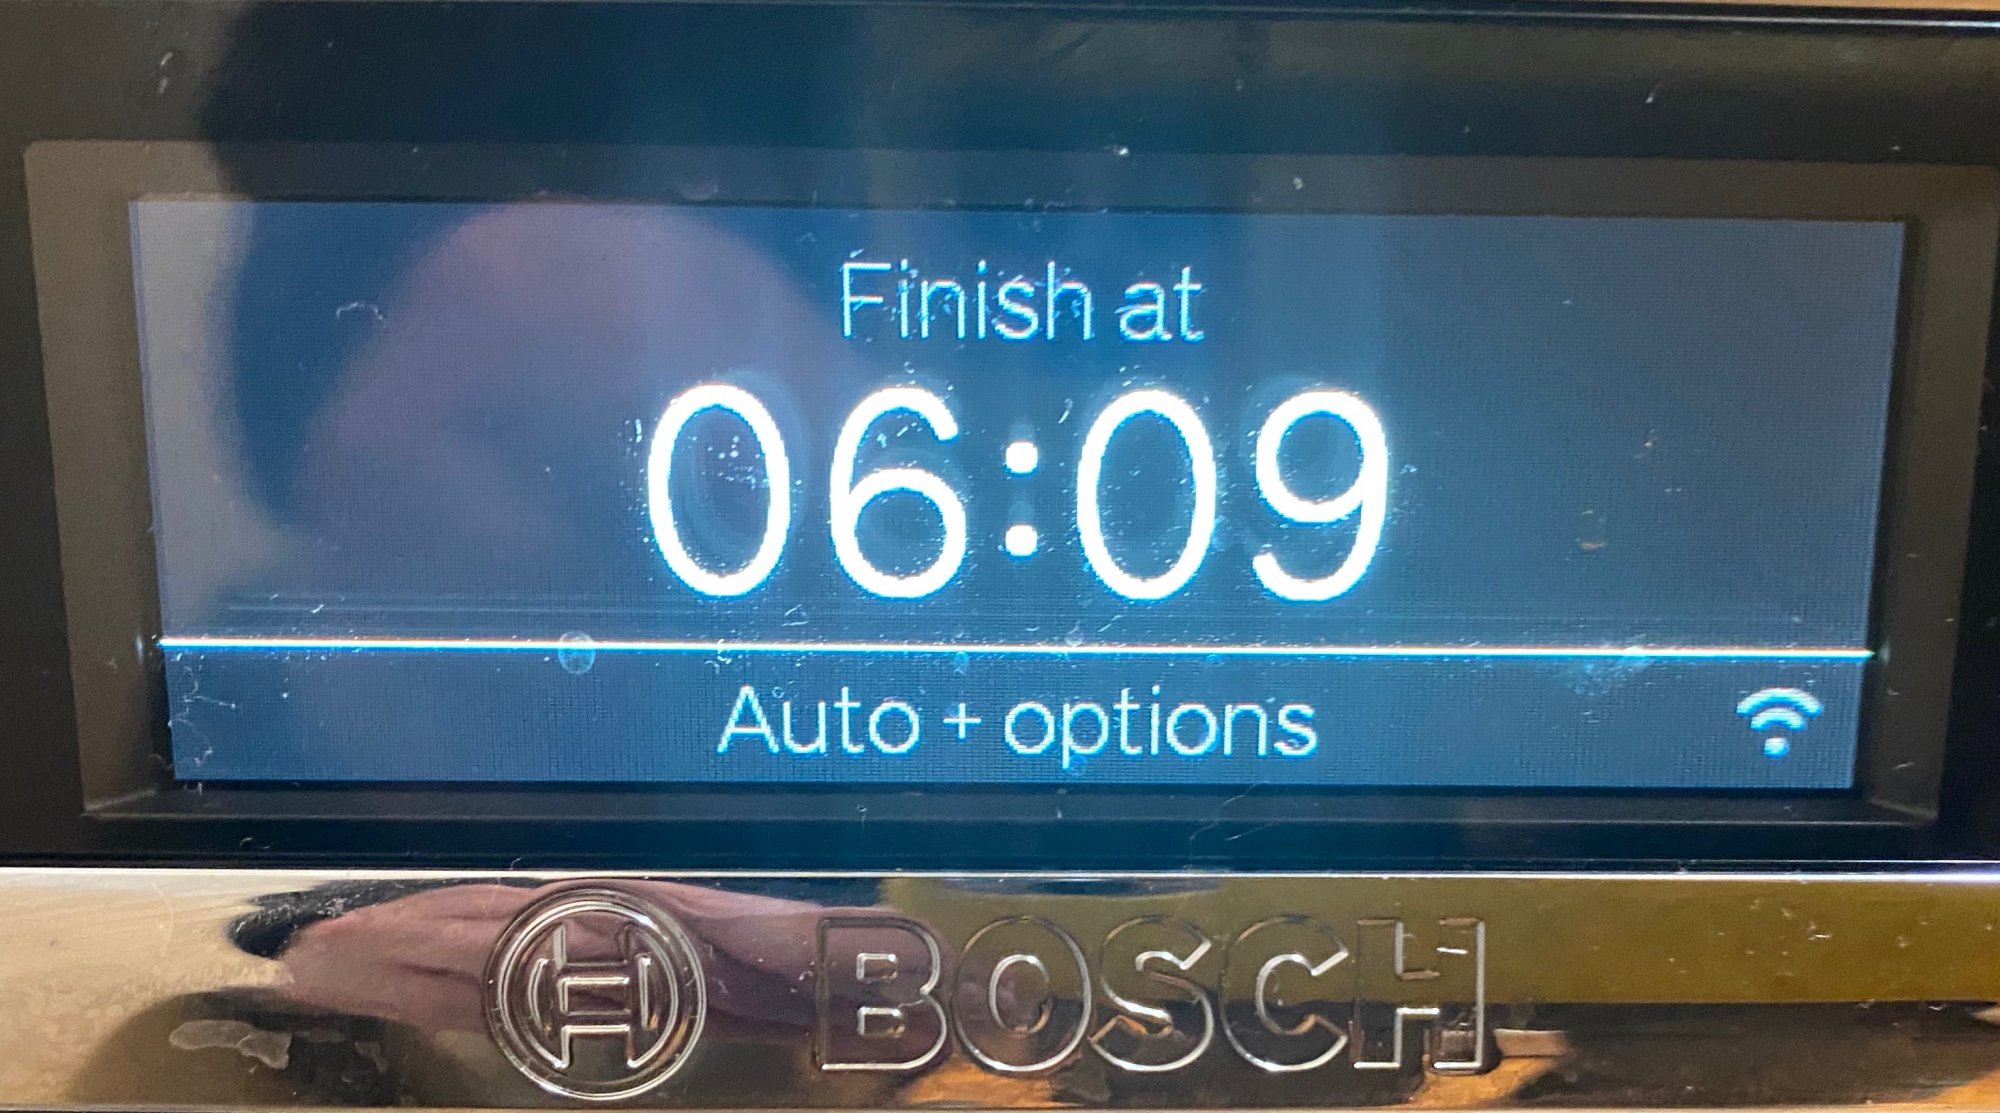 Finish at
06:09
Auto + options
BOSCH